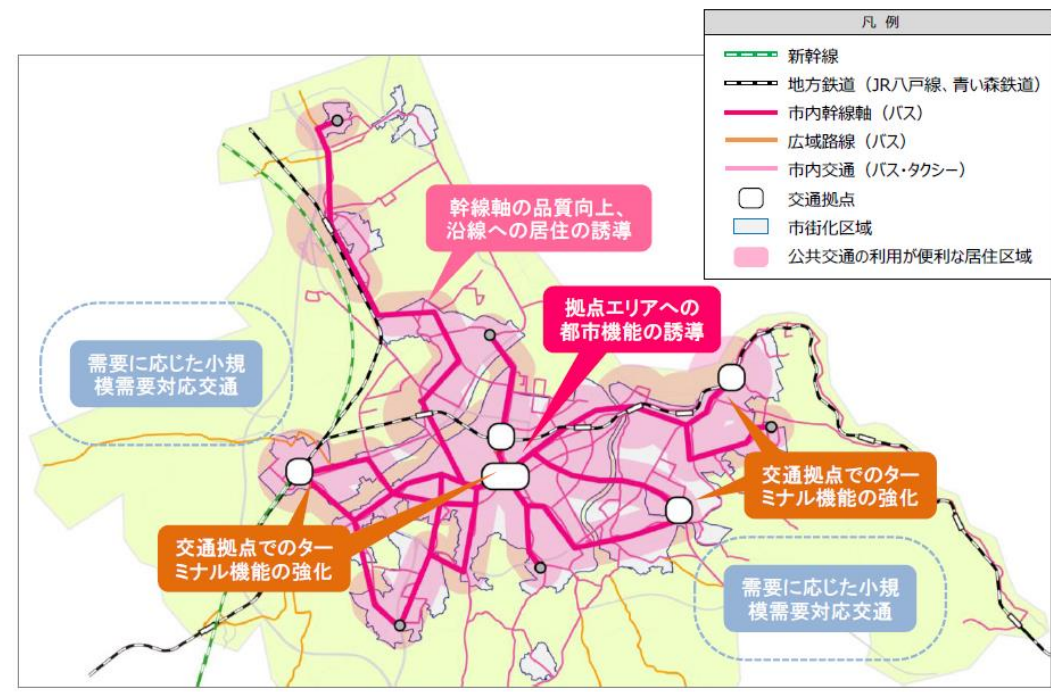 凡 例
新幹線
地方鉄道（JR八戸線、青い森鉄道）
市内幹線軸（バス）
広域路線（バス）
市内交通（バス・タクシー）
交通拠点
市街化区域
公共交通の利用が便利な居住区域
幹線軸の品質向上、
沿線への居住の誘導
拠点エリアへの
都市機能の誘導
需要に応じた小規
模需要対応交通
交通拠点でのター
ミナル機能の強化
交通拠点でのター
ミナル機能の強化
需要に応じた小規
模需要対応交通